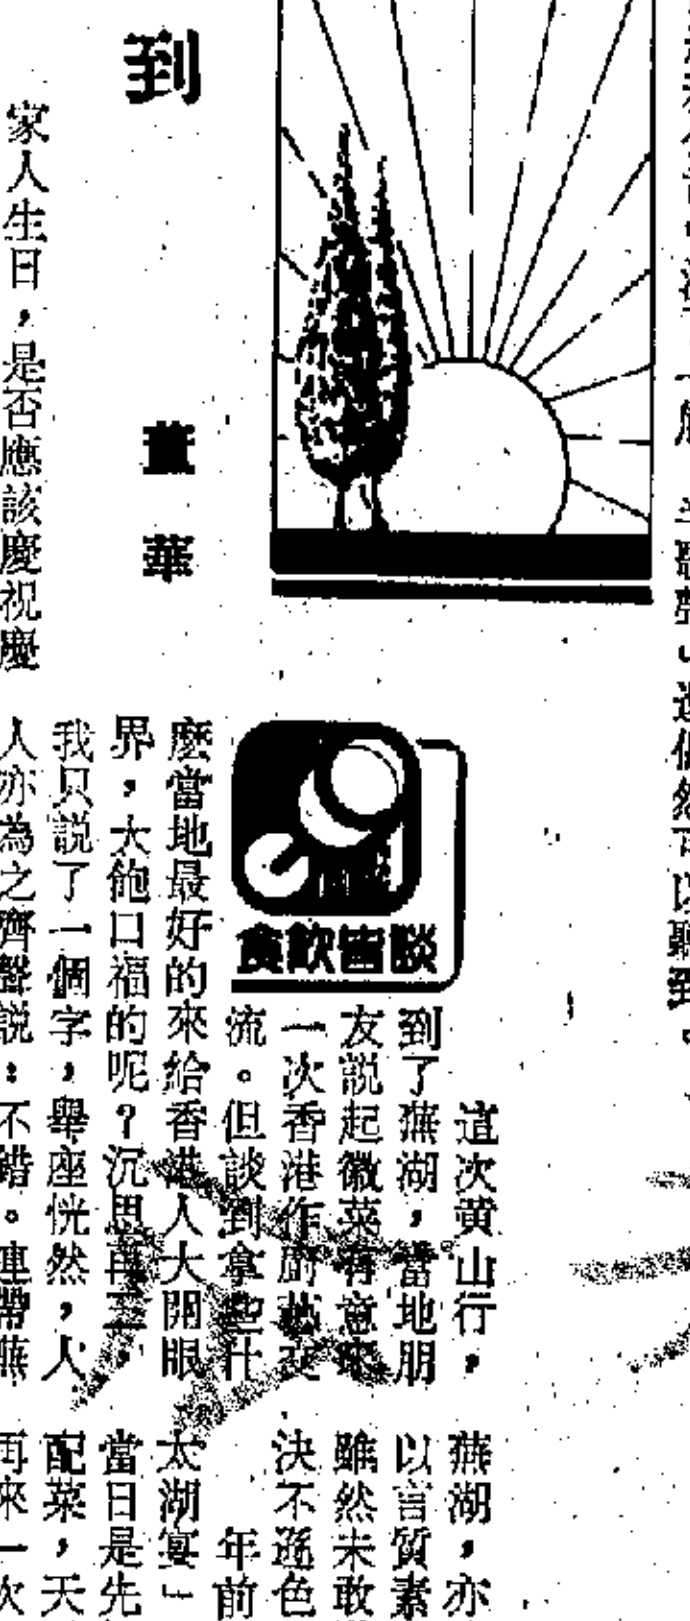 到
董華
家人生日，是否應該慶祝慶
食飲皆談
這次黃山行，
到了蕪湖，當地朋
友說起徽菜有意來
一次香港作廚藝交
流。但談到拿些什
麼當地最好的來給香港人大開眼
界，大飽口福的呢？沉思再三，
我只說了一個字，舉座恍然，人
人亦為之齊聲説：不錯。連帶蕪
蕪湖，亦
以言質素
雖然未敢
決不遜色
年前
太湖宴」
當日是先
配菜，天
再來一次